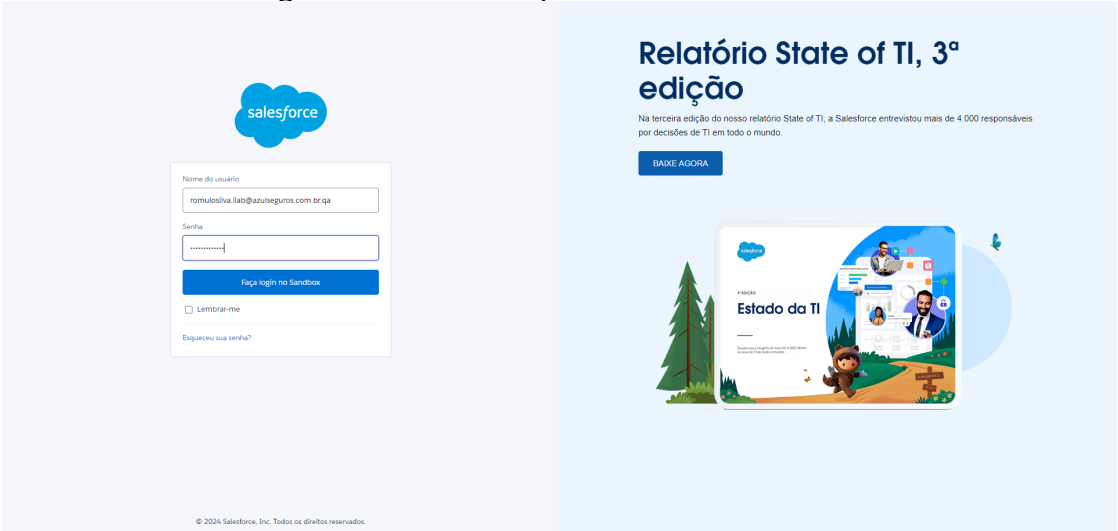 salesforce
Nome do usuário
romulosilva.liab@azulseguros.com.br.qa
Senha
Faça login no Sandbox
Lembrar-me
Esqueceu sua senha?
© 2024 Salesforce, Inc. Todos os direitos reservados.
Relatório State of TI, 3ª
edição
Na terceira edição do nosso relatório State of TI, a Salesforce entrevistou mais de 4.000 responsáveis
por decisões de TI em todo o mundo.
BAIXE AGORA
salesforce
3ª EDIÇÃO
Estado da TI